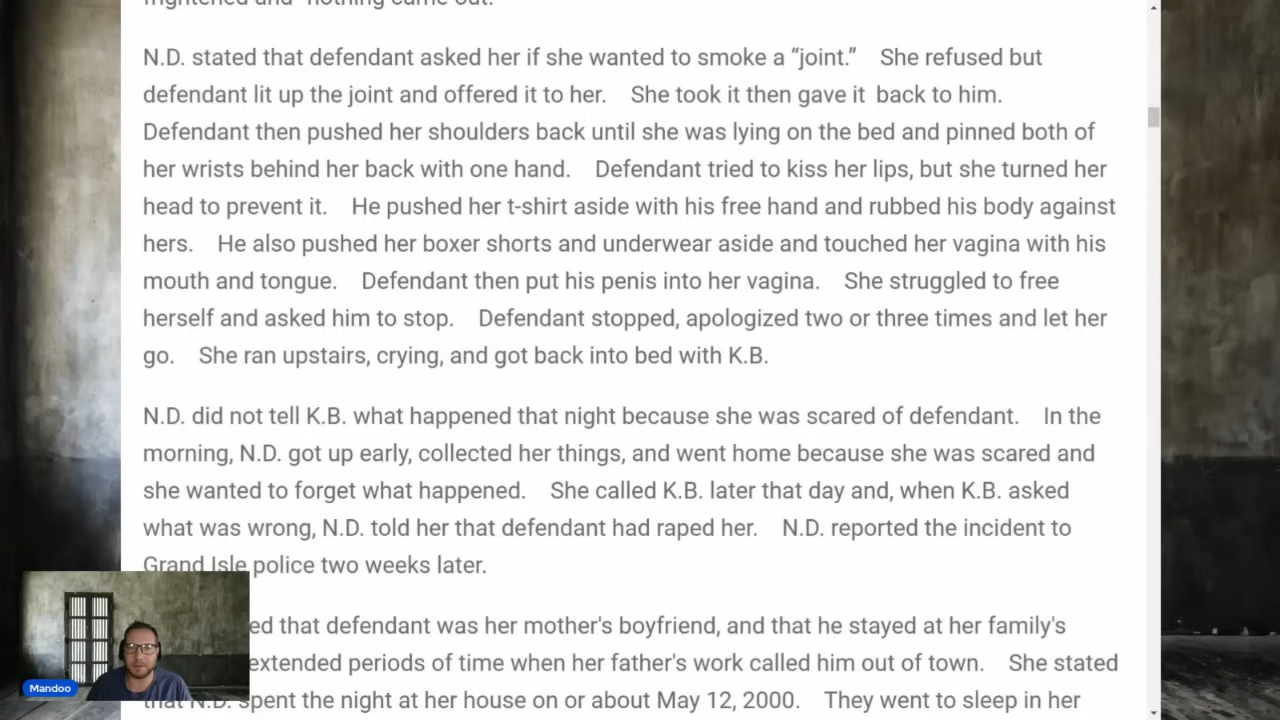 frightened and “nothing came out.”
N.D. stated that defendant asked her if she wanted to smoke a “joint.” She refused but
defendant lit up the joint and offered it to her. She took it then gave it back to him.
Defendant then pushed her shoulders back until she was lying on the bed and pinned both of
her wrists behind her back with one hand. Defendant tried to kiss her lips, but she turned her
head to prevent it. He pushed her t-shirt aside with his free hand and rubbed his body against
hers. He also pushed her boxer shorts and underwear aside and touched her vagina with his
mouth and tongue. Defendant then put his penis into her vagina. She struggled to free
herself and asked him to stop. Defendant stopped, apologized two or three times and let her
go. She ran upstairs, crying, and got back into bed with K.B.
N.D. did not tell K.B. what happened that night because she was scared of defendant. In the
morning, N.D. got up early, collected her things, and went home because she was scared and
she wanted to forget what happened. She called K.B. later that day and, when K.B. asked
what was wrong, N.D. told her that defendant had raped her. N.D. reported the incident to
Grand Isle police two weeks later.
that defendant was her mother's boyfriend, and that he stayed at her family's
extended periods of time when her father's work called him out of town. She stated
that N.D. spent the night at her house on or about May 12, 2000. They went to sleep in her
Mandoo